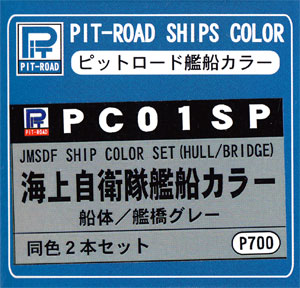 PIT PIT-ROAD SHIPS COLOR
PIT-ROAD
ピットロード艦船カラー
PIT PC01SP
PIT-ROAD
JMSDF SHIP COLOR SET(HULL/BRIDGE)
海上自衛隊艦船カラー
船体/艦橋グレー
同色2本セット P700